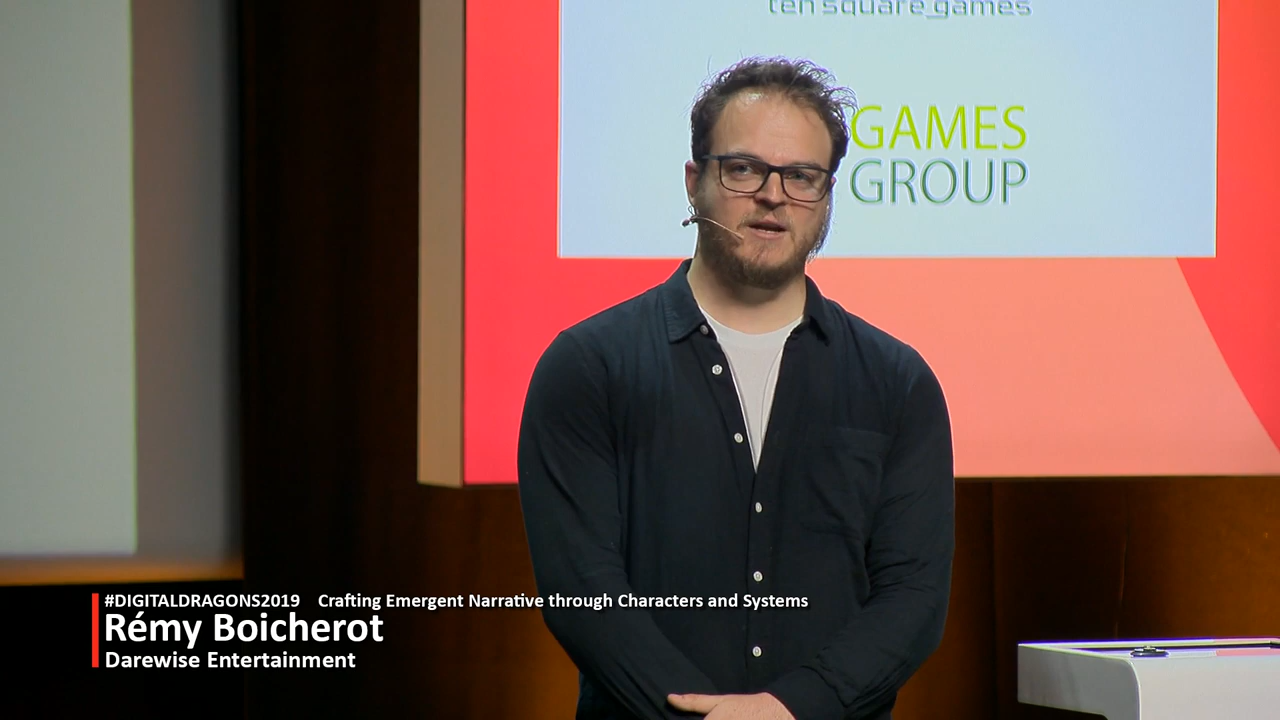 ten square games
GAMES
GROUP
#DIGITALDRAGONS2019 Crafting Emergent Narrative through Characters and Systems
Rémy Boicherot
Darewise Entertainment